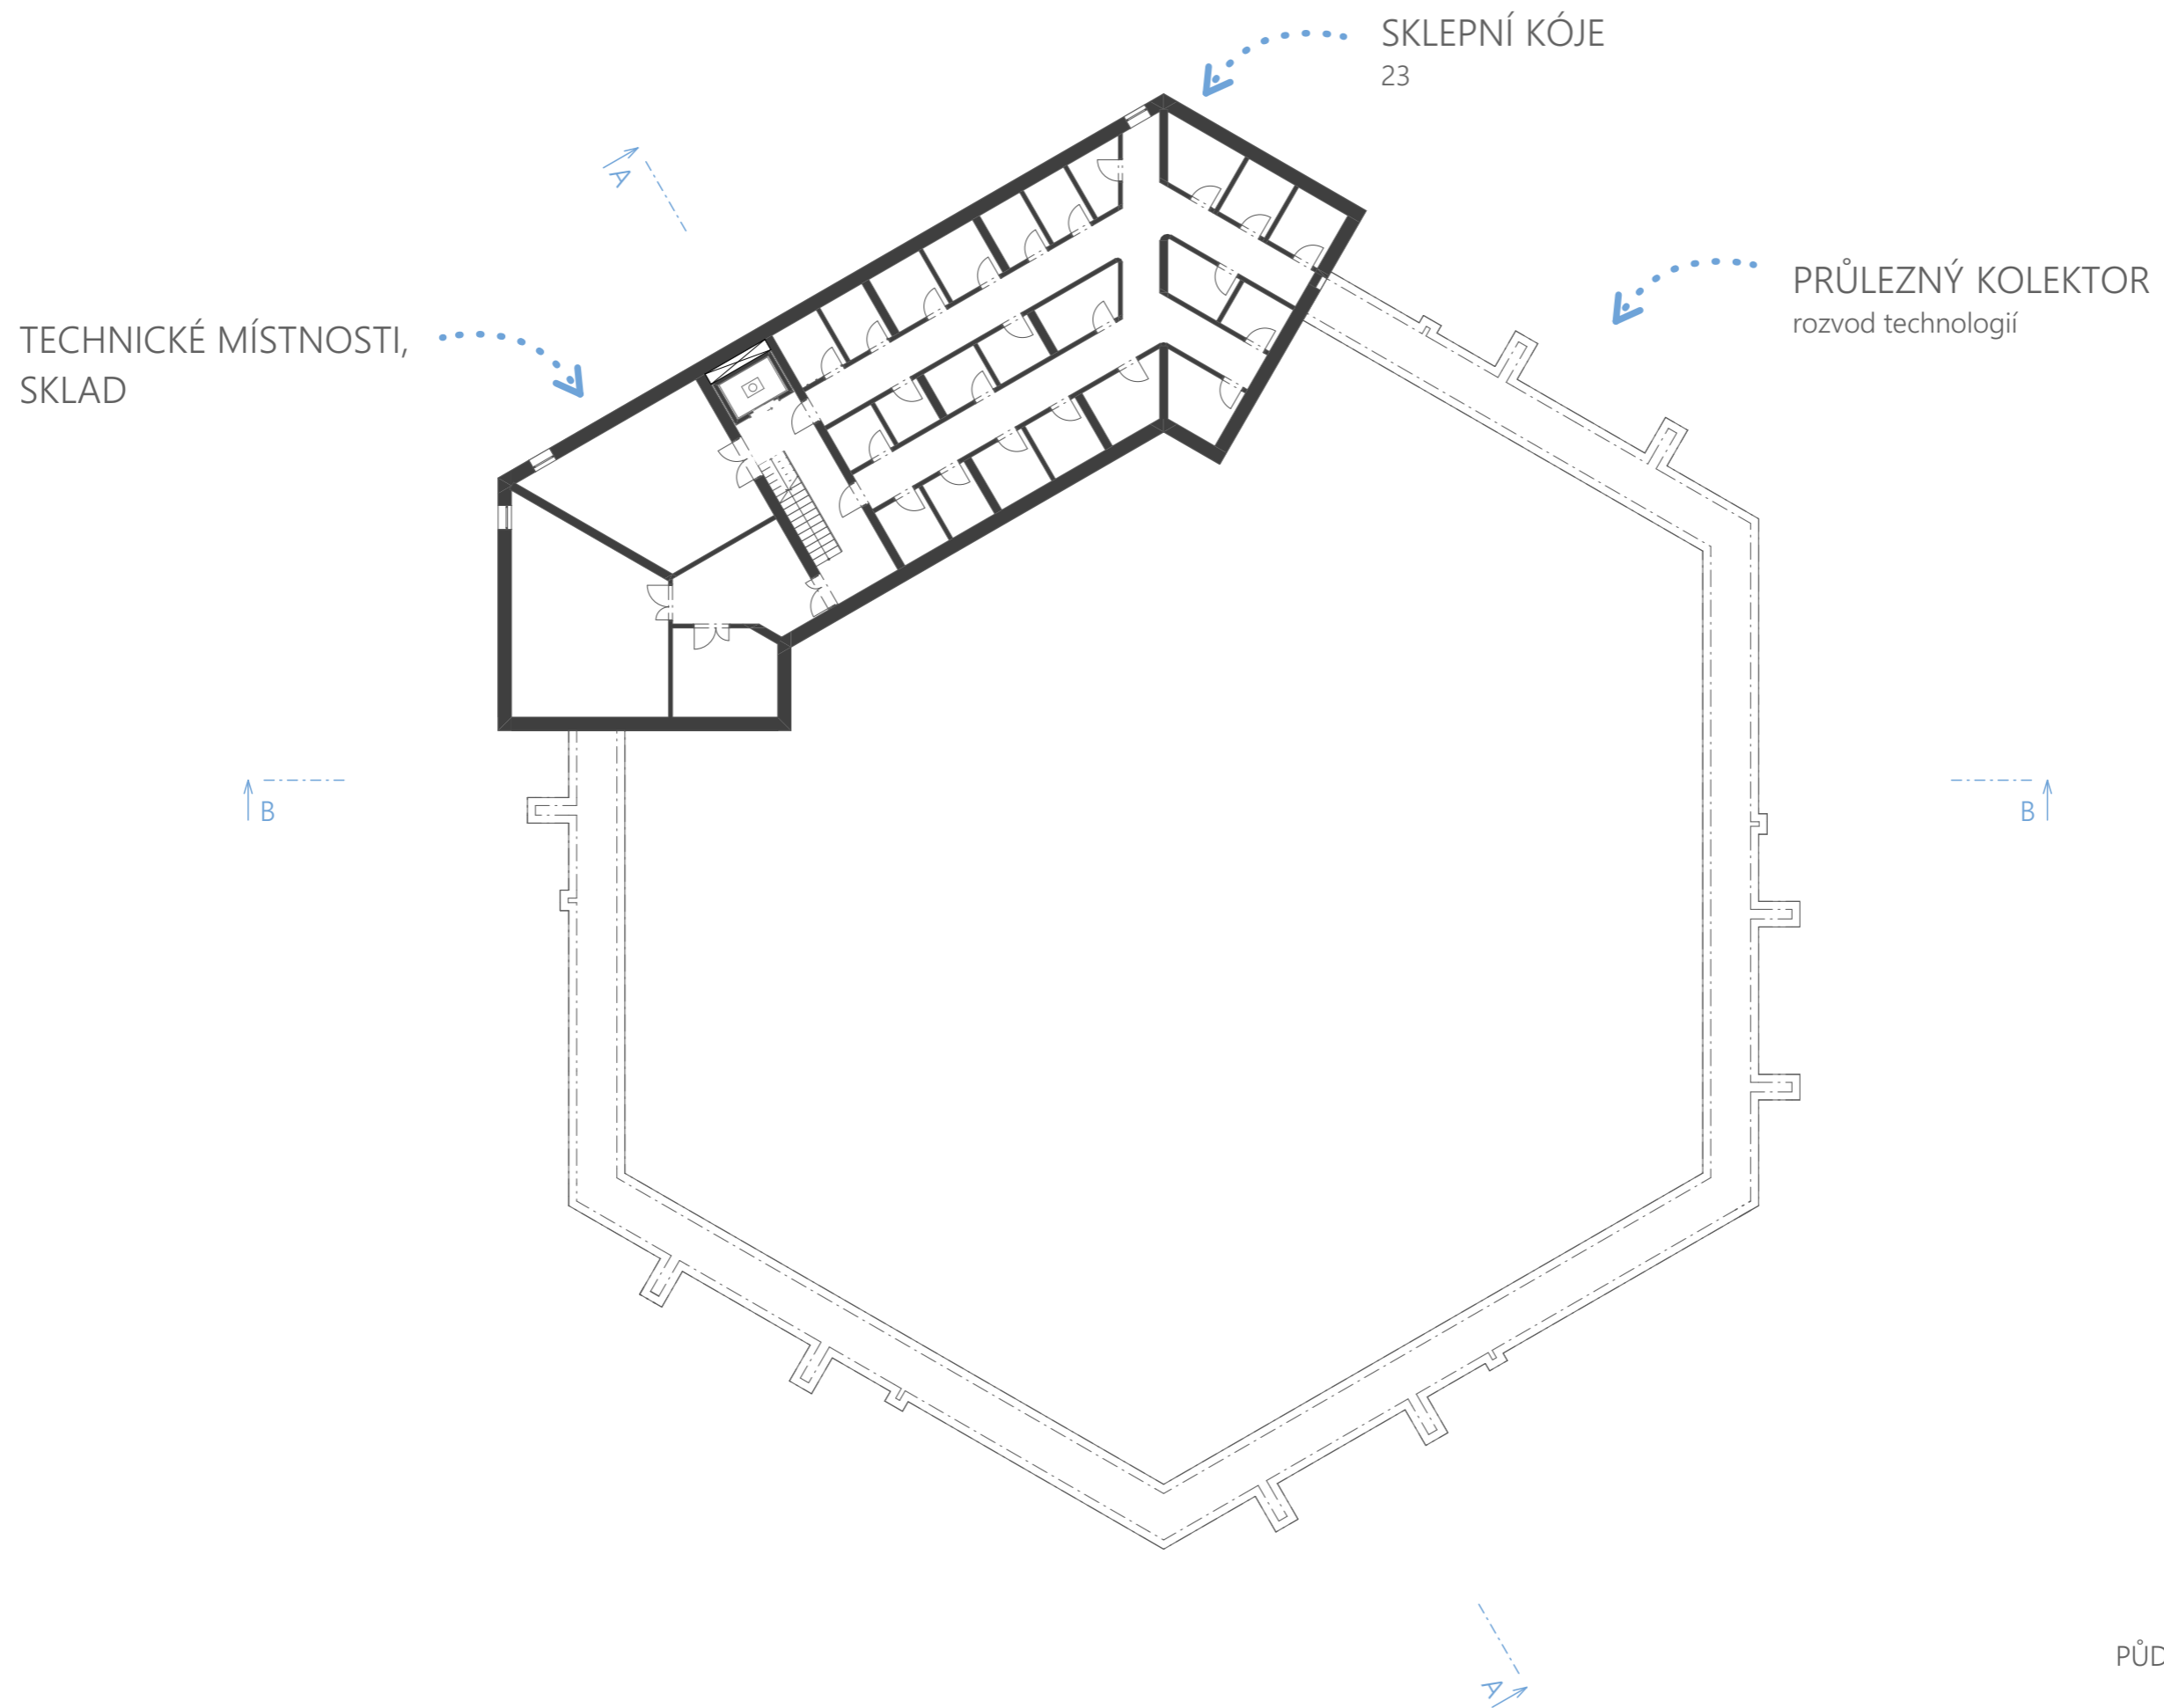 SKLEPNÍ KÓJE
23
A
PRŮLEZNÝ KOLEKTOR
rozvod technologií
TECHNICKÉ MÍSTNOSTI,
SKLAD
B
B
A